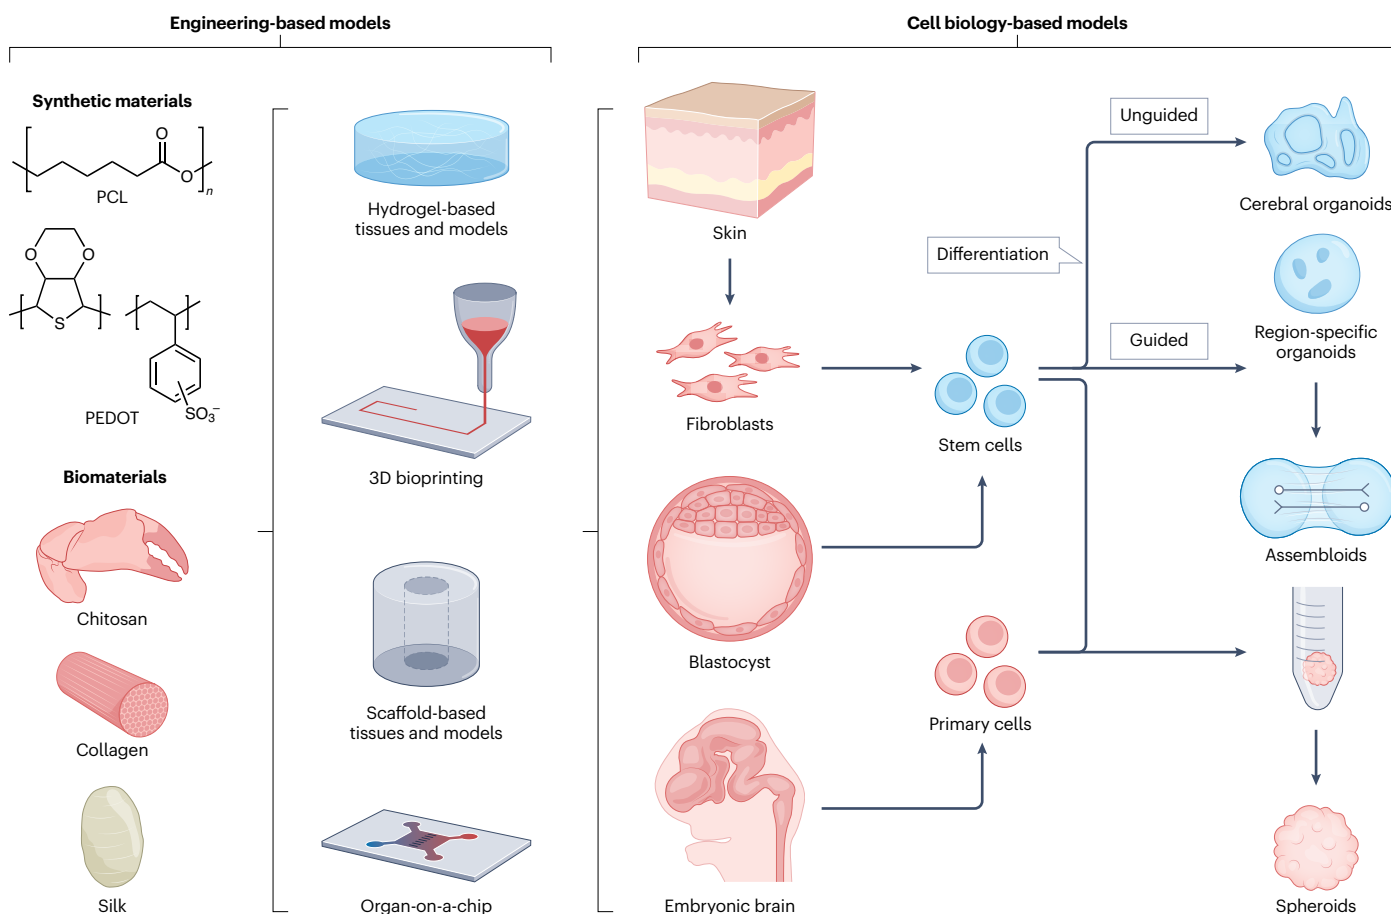 Engineering-based models
Synthetic materials
O
O
n
PCL
O
O
S
SO3−
PEDOT
Biomaterials
Chitosan
Collagen
Silk
Hydrogel-based
tissues and models
3D bioprinting
Scaffold-based
tissues and models
Organ-on-a-chip
Cell biology-based models
Skin
Fibroblasts
Blastocyst
Embryonic brain
Differentiation
Stem cells
Primary cells
Unguided
Guided
Cerebral organoids
Region-specific
organoids
Assembloids
Spheroids